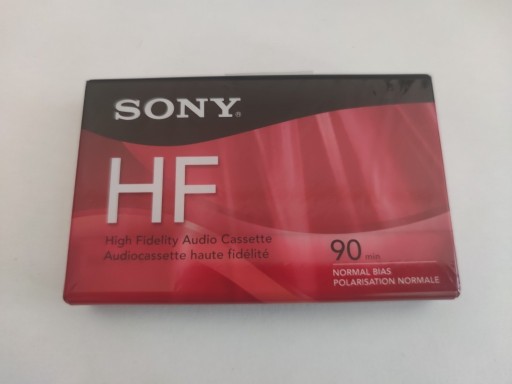 SONY®
HF
High Fidelity Audio Cassette
Audiocassette haute fidélité
90 min
NORMAL BIAS
POLARISATION NORMALE